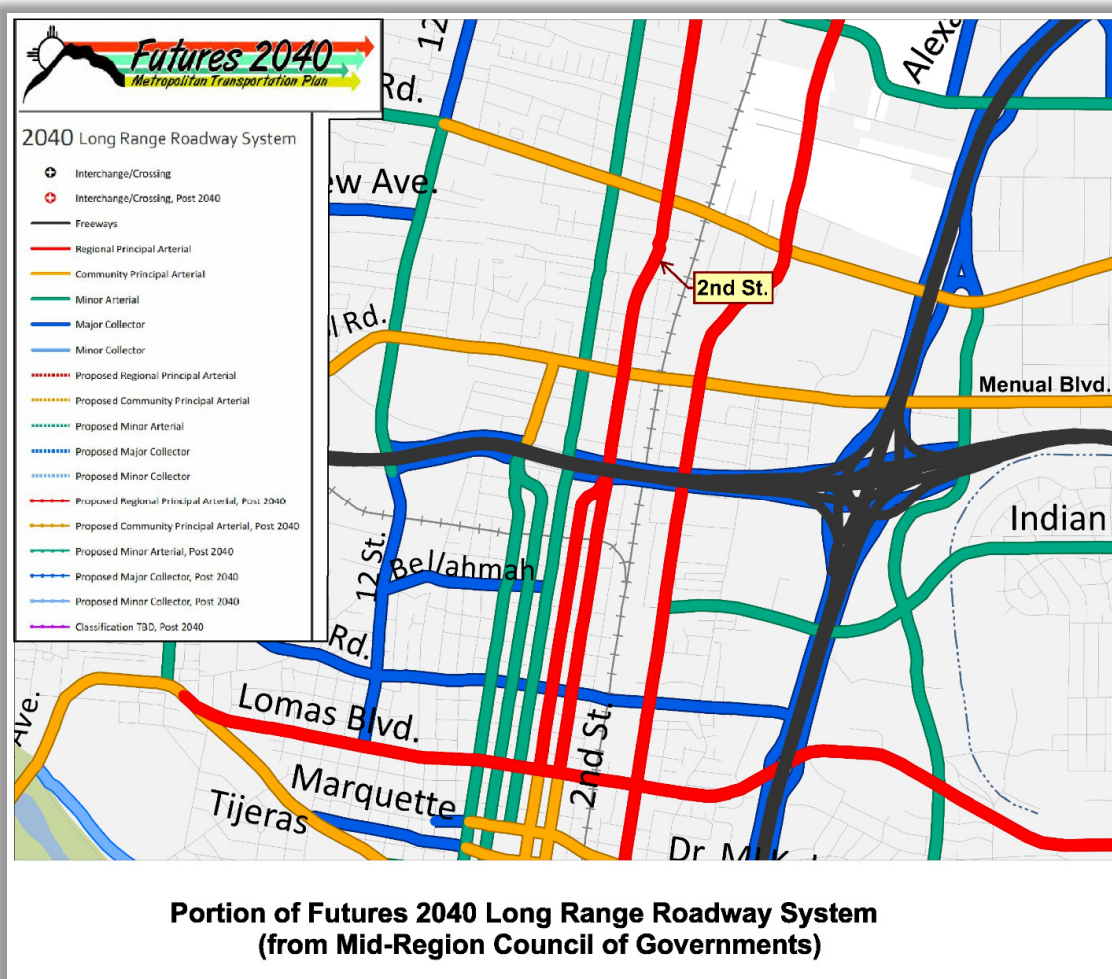 Futures 2040
Metropolitan Transportation Plan
2040 Long Range Roadway System
Interchange/Crossing
Interchange/Crossing, Post 2040
Freeways
Regional Principal Arterial
Community Principal Arterial
Minor Arterial
Major Collector
Minor Collector
Proposed Regional Principal Arterial
Proposed Community Principal Arterial
Proposed Minor Arterial
Proposed Major Collector
Proposed Minor Collector
Proposed Regional Principal Arterial, Post 2040
Proposed Community Principal Arterial, Post 2040
Proposed Minor Arterial, Post 2040
Proposed Major Collector, Post 2040
Proposed Minor Collector, Post 2040
Classification TBD, Post 2040
12
Alexa
Rd.
ew Ave.
2nd St.
l Rd.
Menual Blvd.
Indian
12 St.
Bellahmah
Rd.
Lomas Blvd.
Ave.
2nd St.
Marquette
Tijeras
Portion of Futures 2040 Long Range Roadway System
(from Mid-Region Council of Governments)